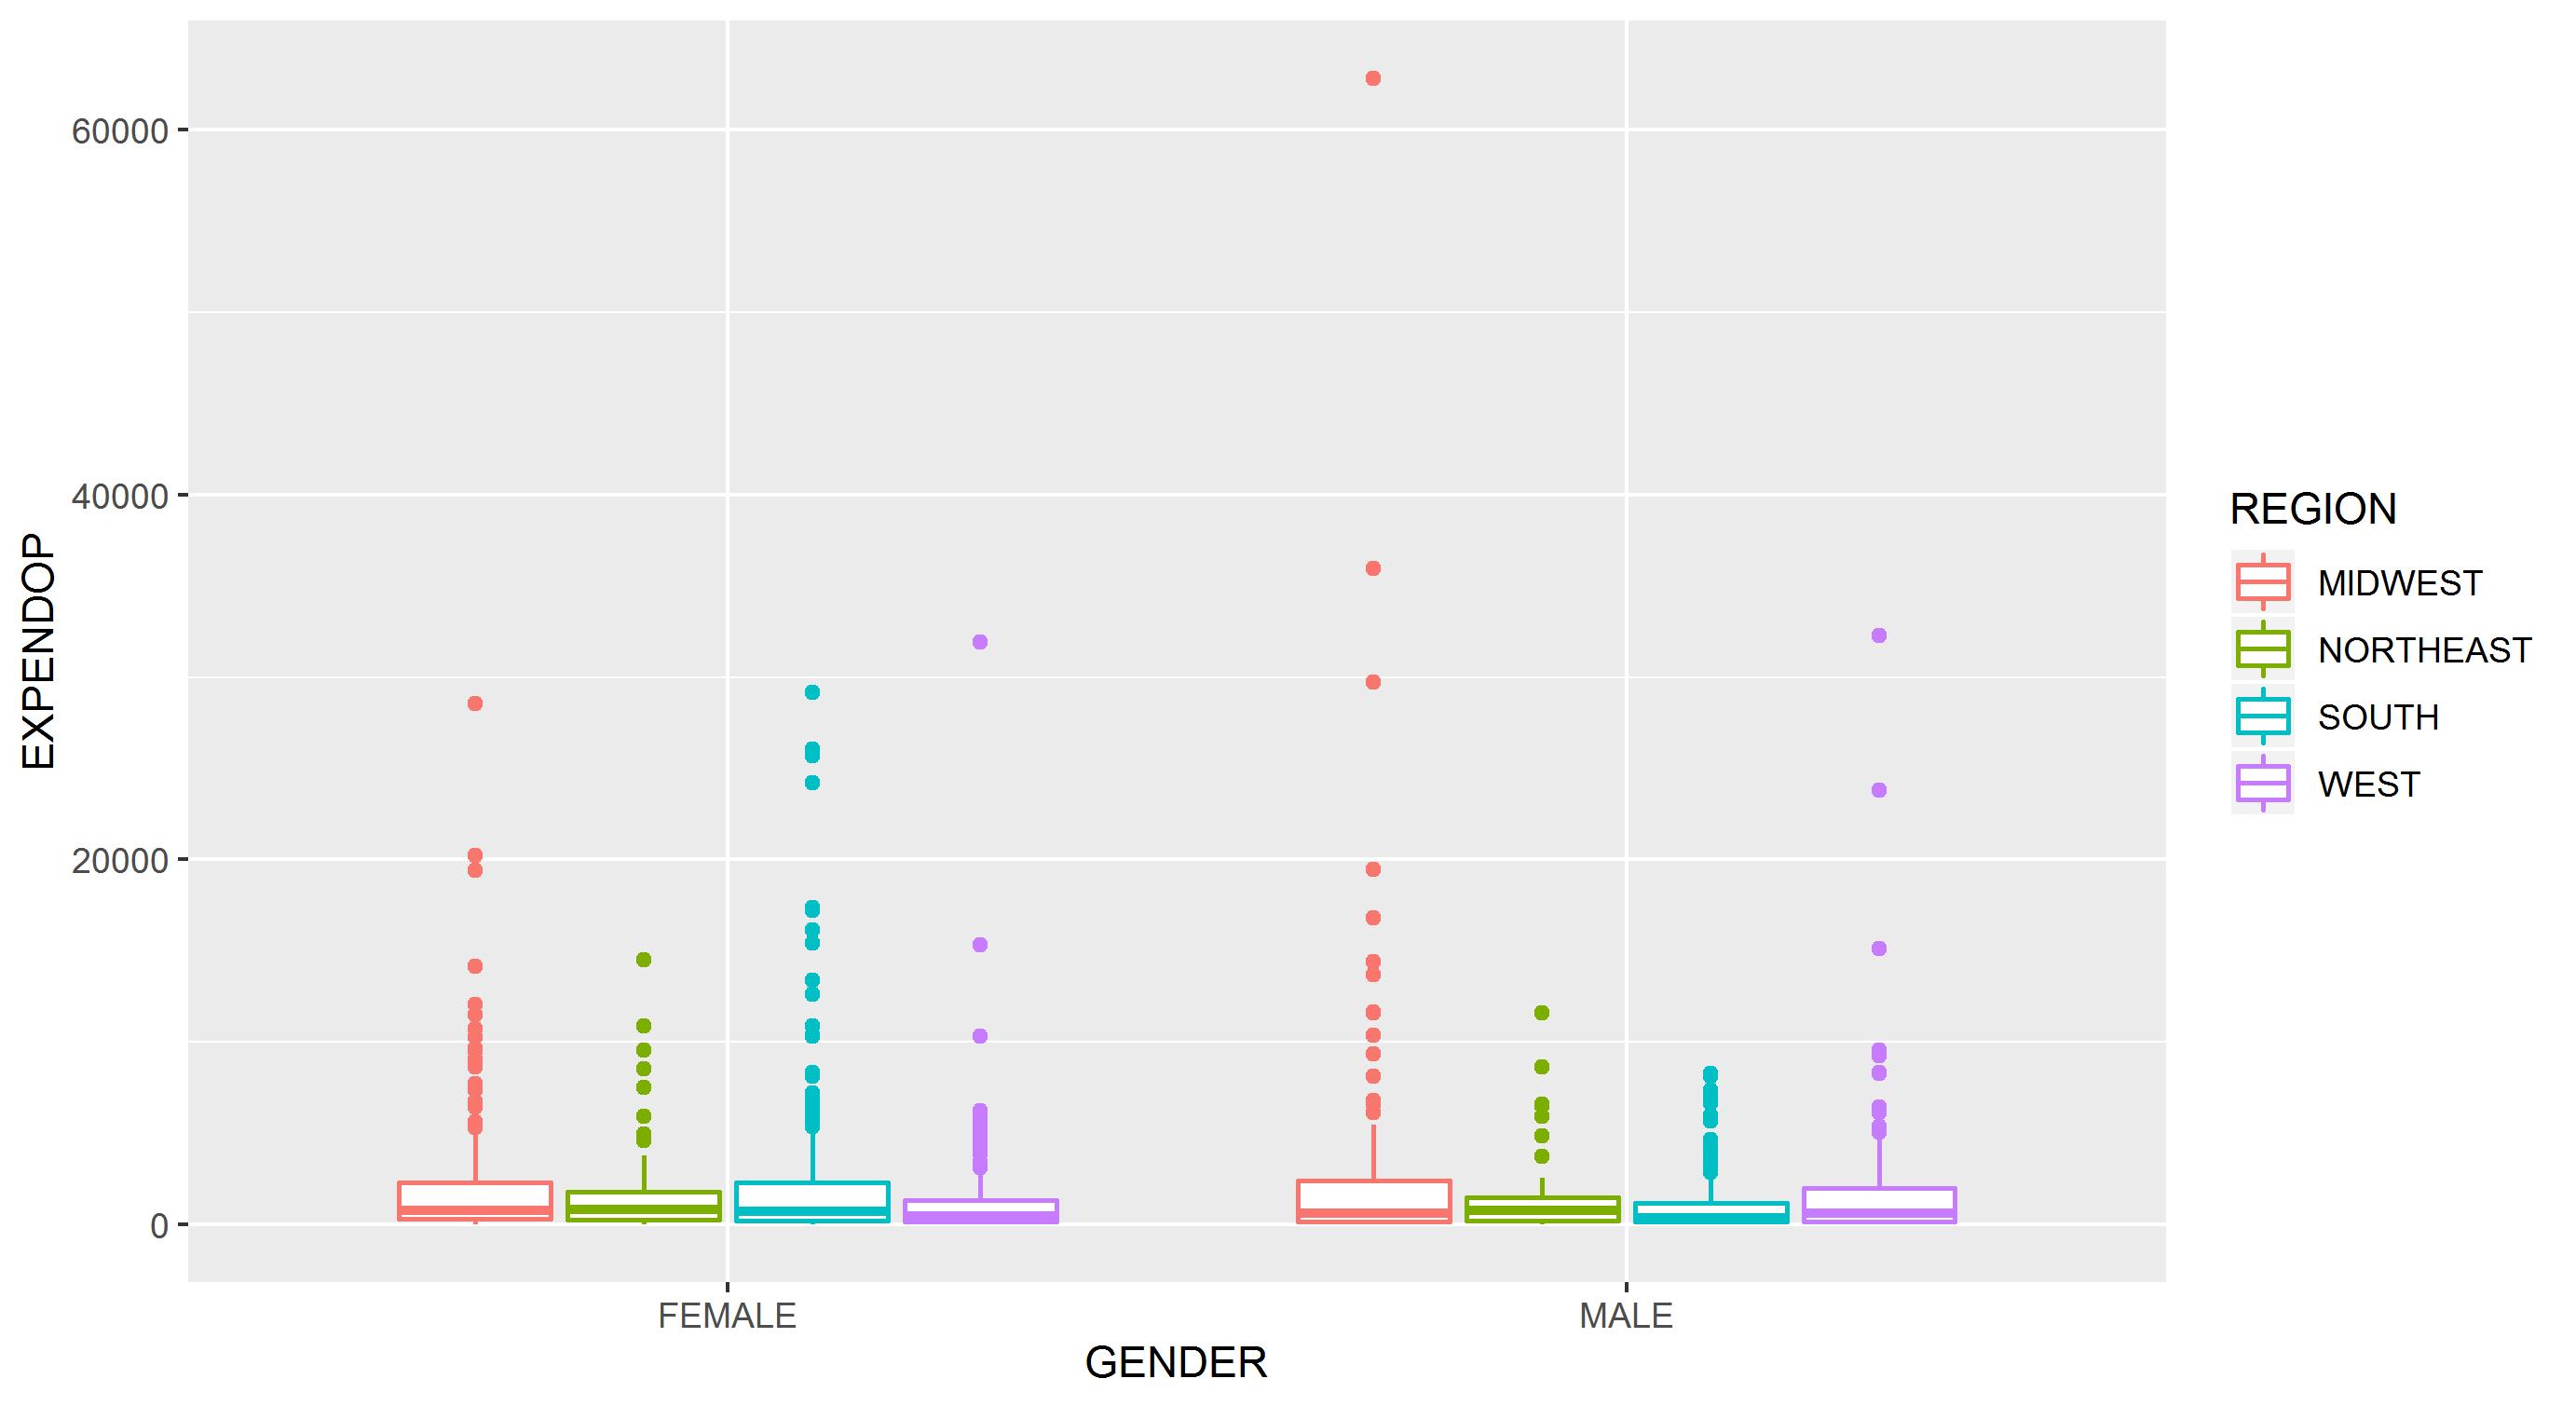 60000
40000
20000
0
EXPENDOP
FEMALE
MALE
GENDER
REGION
MIDWEST
NORTHEAST
SOUTH
WEST